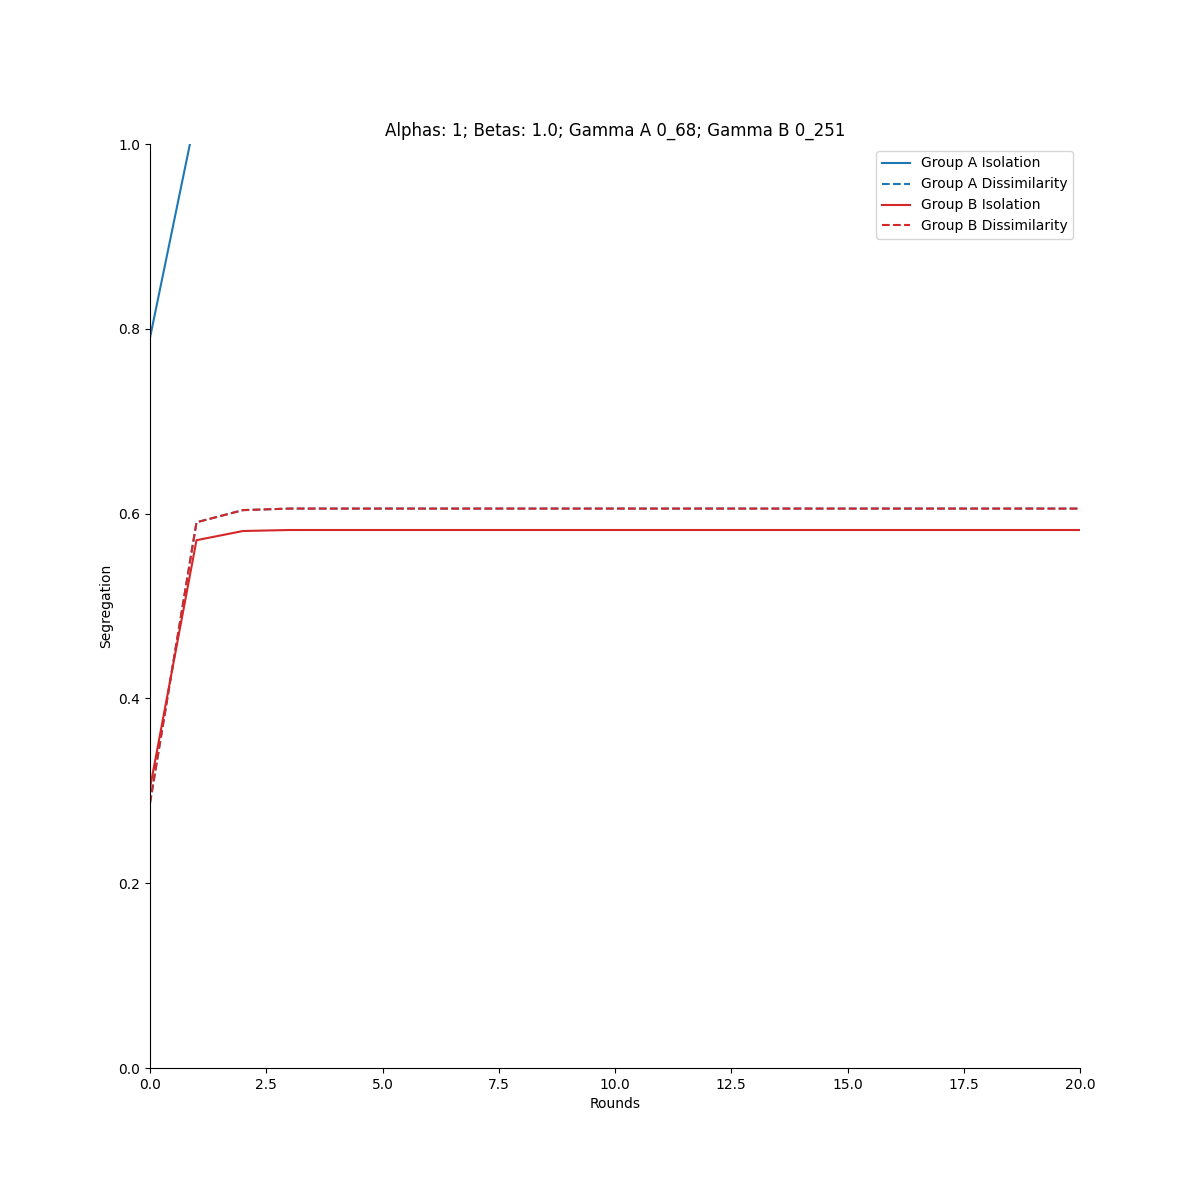 Alphas: 1; Betas: 1.0; Gamma A 0_68; Gamma B 0_251
Group A Isolation
Group A Dissimilarity
Group B Isolation
Group B Dissimilarity
1.0
0.8
0.6
0.4
0.2
0.0
Segregation
0.0 2.5 5.0 7.5 10.0 12.5 15.0 17.5 20.0
Rounds